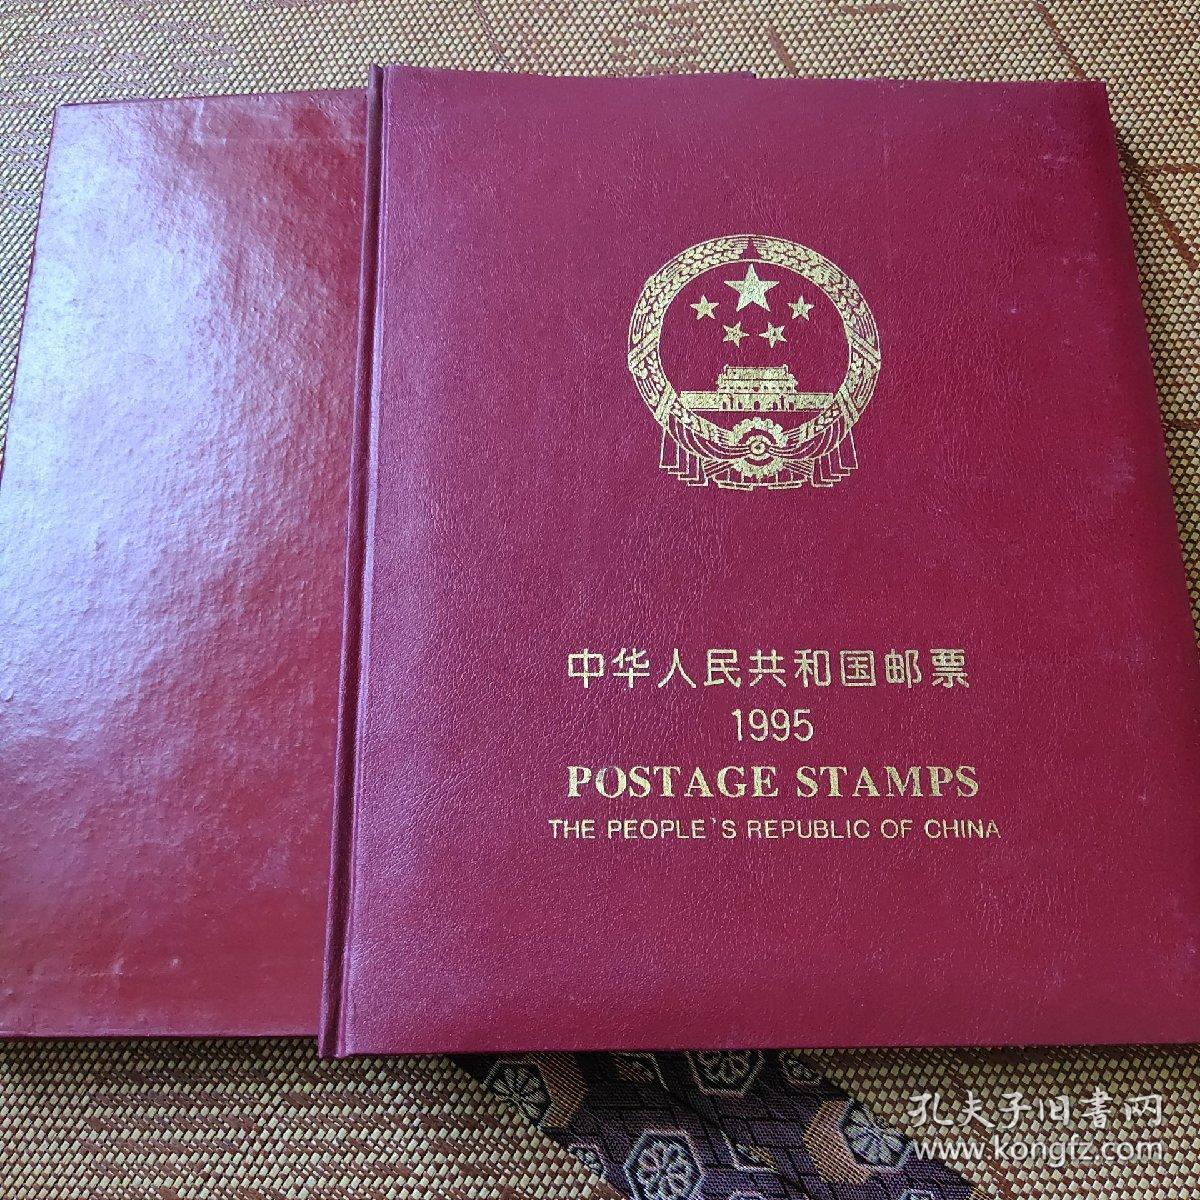 中华人民共和国邮票
1995
POSTAGE STAMPS
THE PEOPLE'S REPUBLIC OF CHINA
孔夫子旧書网
www.kongfz.com